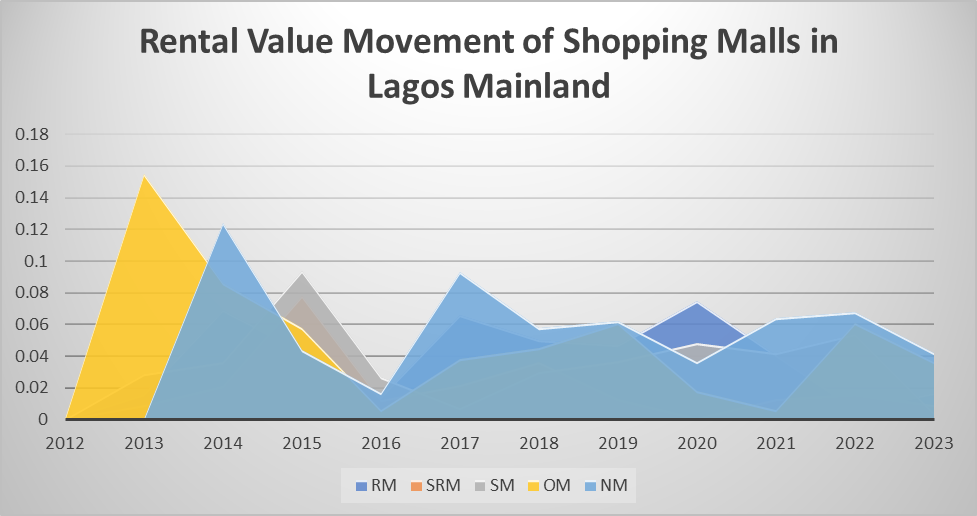 Rental Value Movement of Shopping Malls in
Lagos Mainland
0.18
0.16
0.14
0.12
0.1
0.08
0.06
0.04
0.02
0
2012 2013 2014 2015 2016 2017 2018 2019 2020 2021 2022 2023
RM SRM SM OM NM